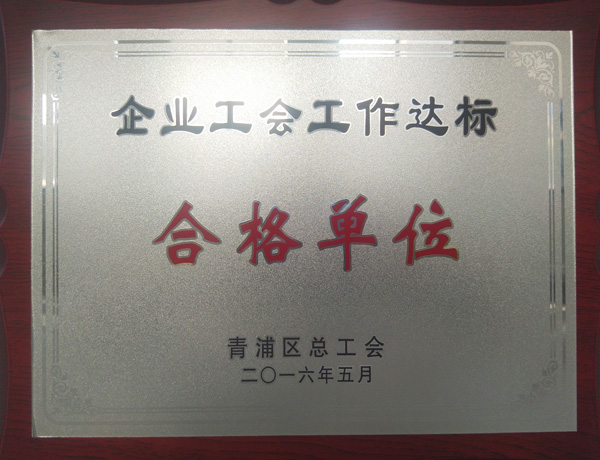 企业工会工作达标
合格单位
青浦区总工会
二〇一六年五月